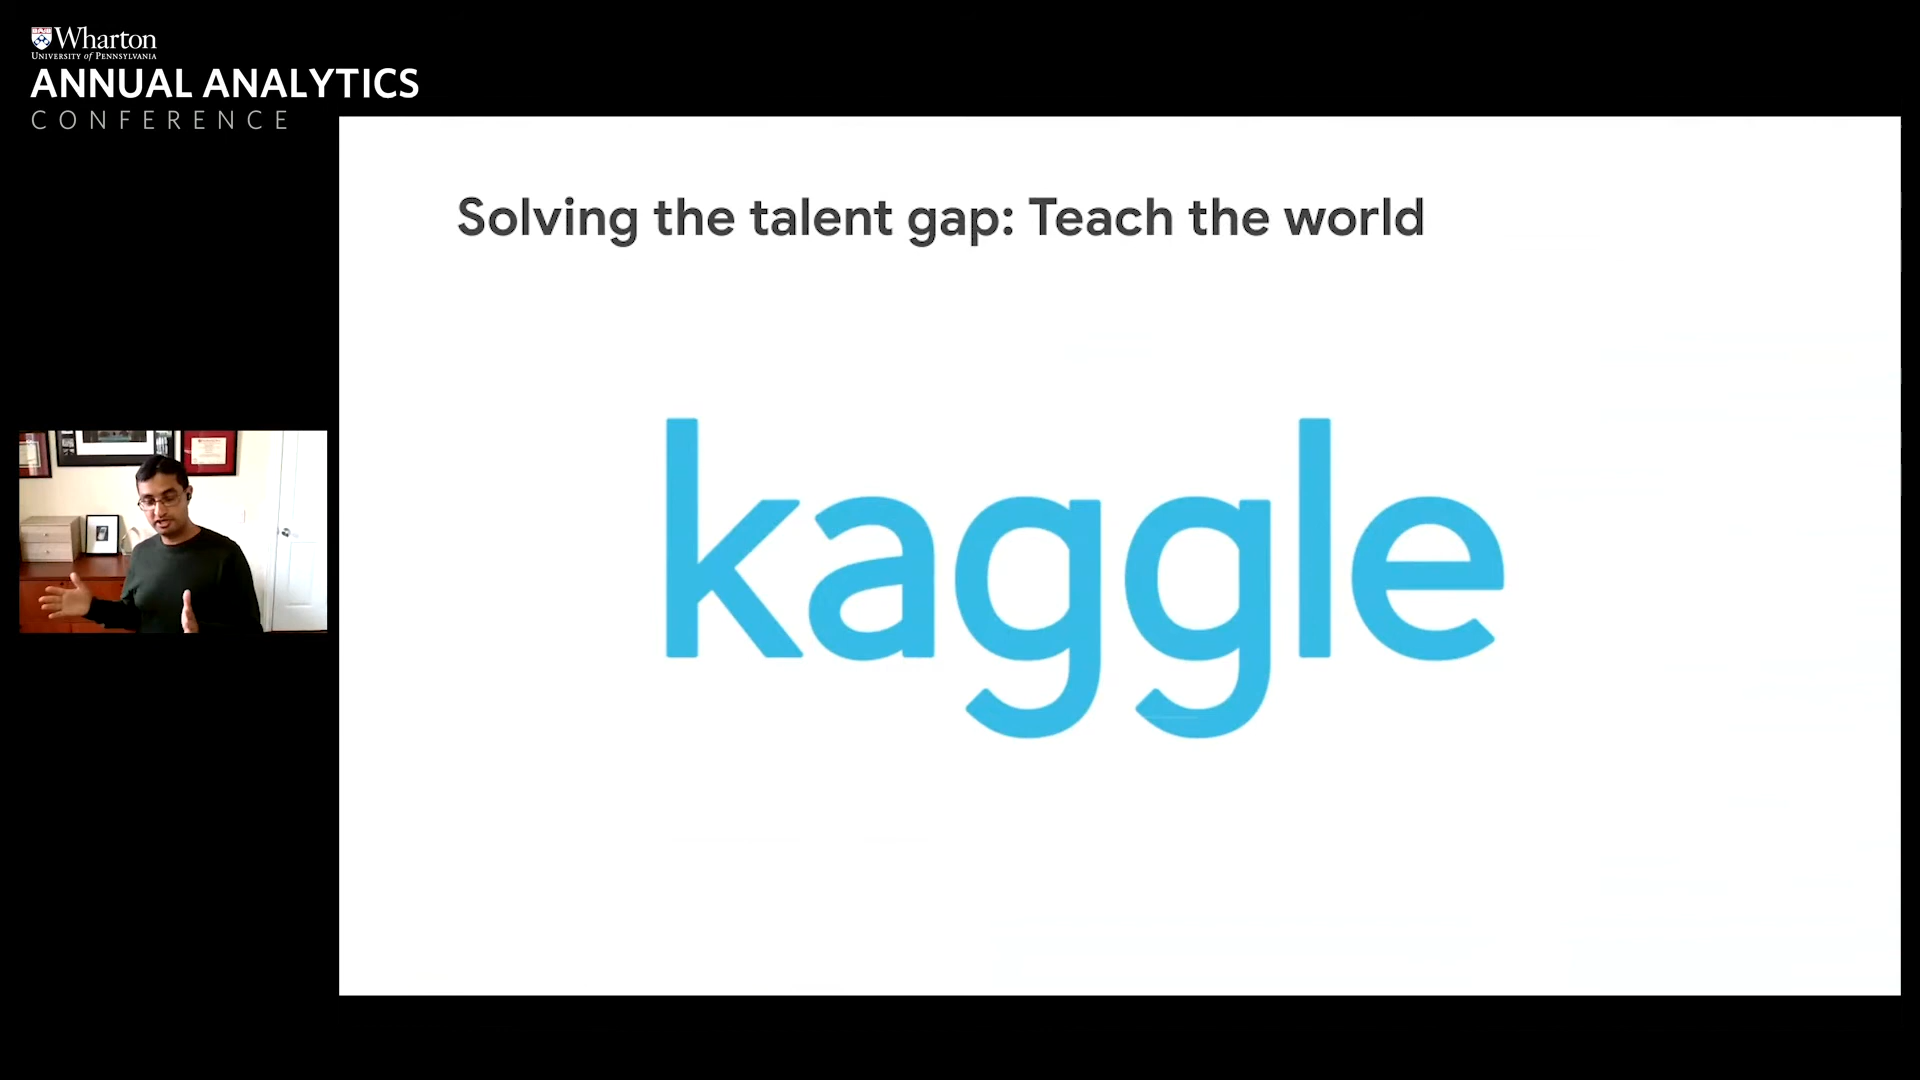 Wharton
UNIVERSITY of PENNSYLVANIA
ANNUAL ANALYTICS
CONFERENCE
Solving the talent gap: Teach the world
kaggle